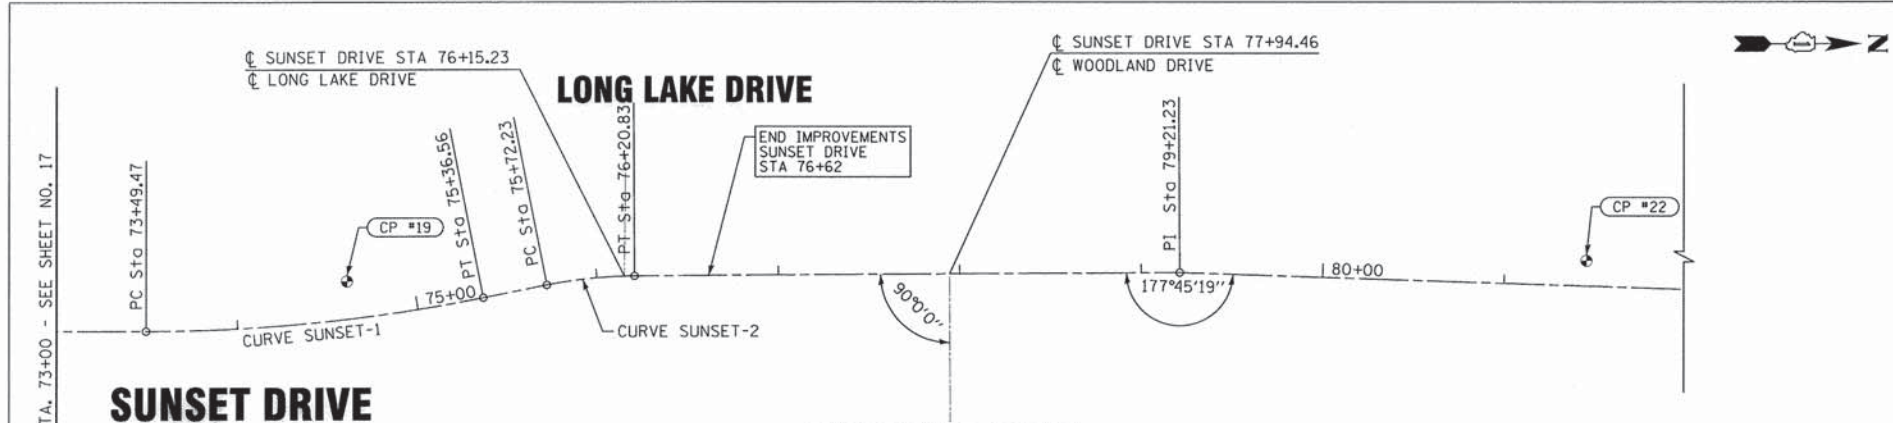 ℄ SUNSET DRIVE STA 76+15.23
℄ LONG LAKE DRIVE
LONG LAKE DRIVE
℄ SUNSET DRIVE STA 77+94.46
℄ WOODLAND DRIVE
N
TA. 73+00 - SEE SHEET NO. 17
PC Sta 73+49.47
CP #19
PT Sta 75+36.56
PC Sta 75+72.23
PT Sta 76+20.83
END IMPROVEMENTS
SUNSET DRIVE
STA 76+62
PI Sta 79+21.23
CP #22
75+00
80+00
90°0'0''
177°45'19''
CURVE SUNSET-1
CURVE SUNSET-2
SUNSET DRIVE